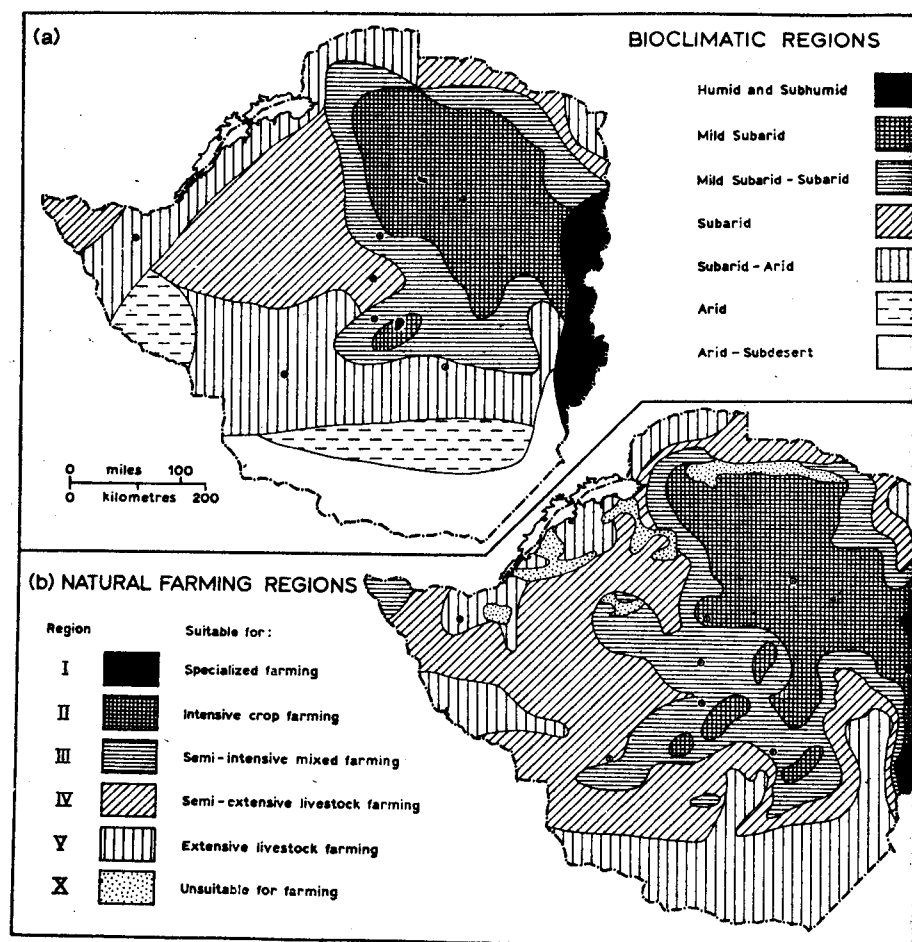 (a)
BIOCLIMATIC REGIONS
Humid and Subhumid
Mild Subarid
Mild Subarid - Subarid
Subarid
Subarid - Arid
Arid
Arid - Subdesert
0 miles 100
0 kilometres 200
(b) NATURAL FARMING REGIONS
Region Suitable for:
I Specialized farming
II Intensive crop farming
III Semi-intensive mixed farming
IV Semi-extensive livestock farming
V Extensive livestock farming
X Unsuitable for farming